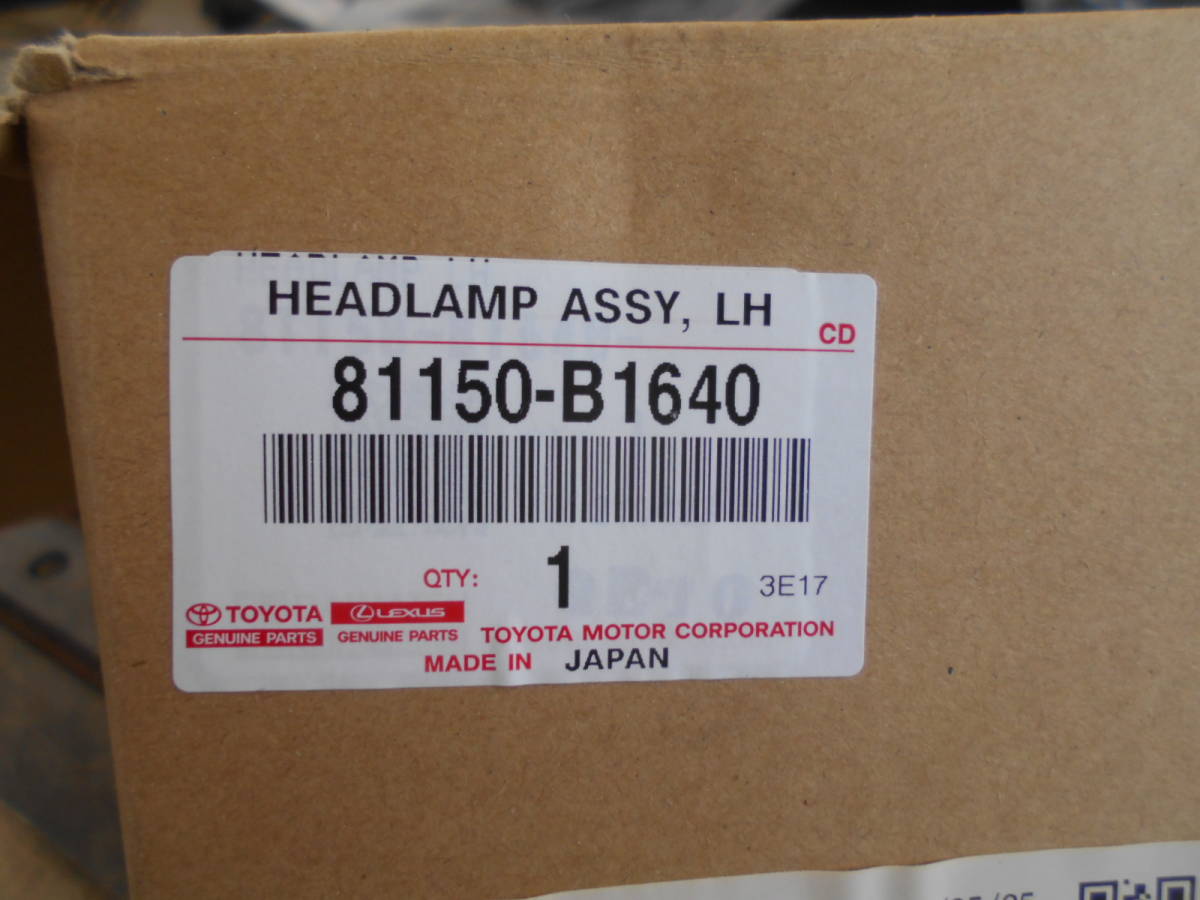 HEADLAMP ASSY, LH
CD
81150-B1640
QTY: 1
3E17
TOYOTA LEXUS
GENUINE PARTS GENUINE PARTS
TOYOTA MOTOR CORPORATION
MADE IN JAPAN